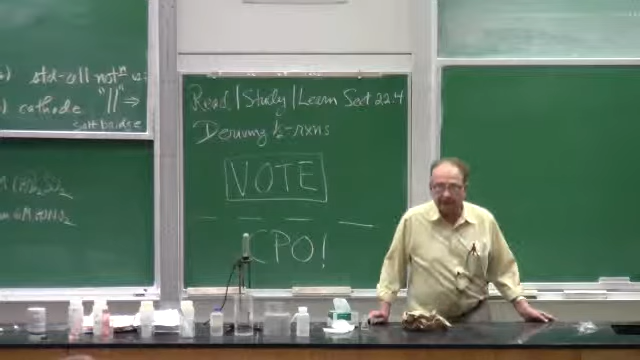 std-cell not
cathode "||" →
salt bridge
Read | Study | Learn Sect 22.4
Deriving ½-rxns
VOTE
CPO!